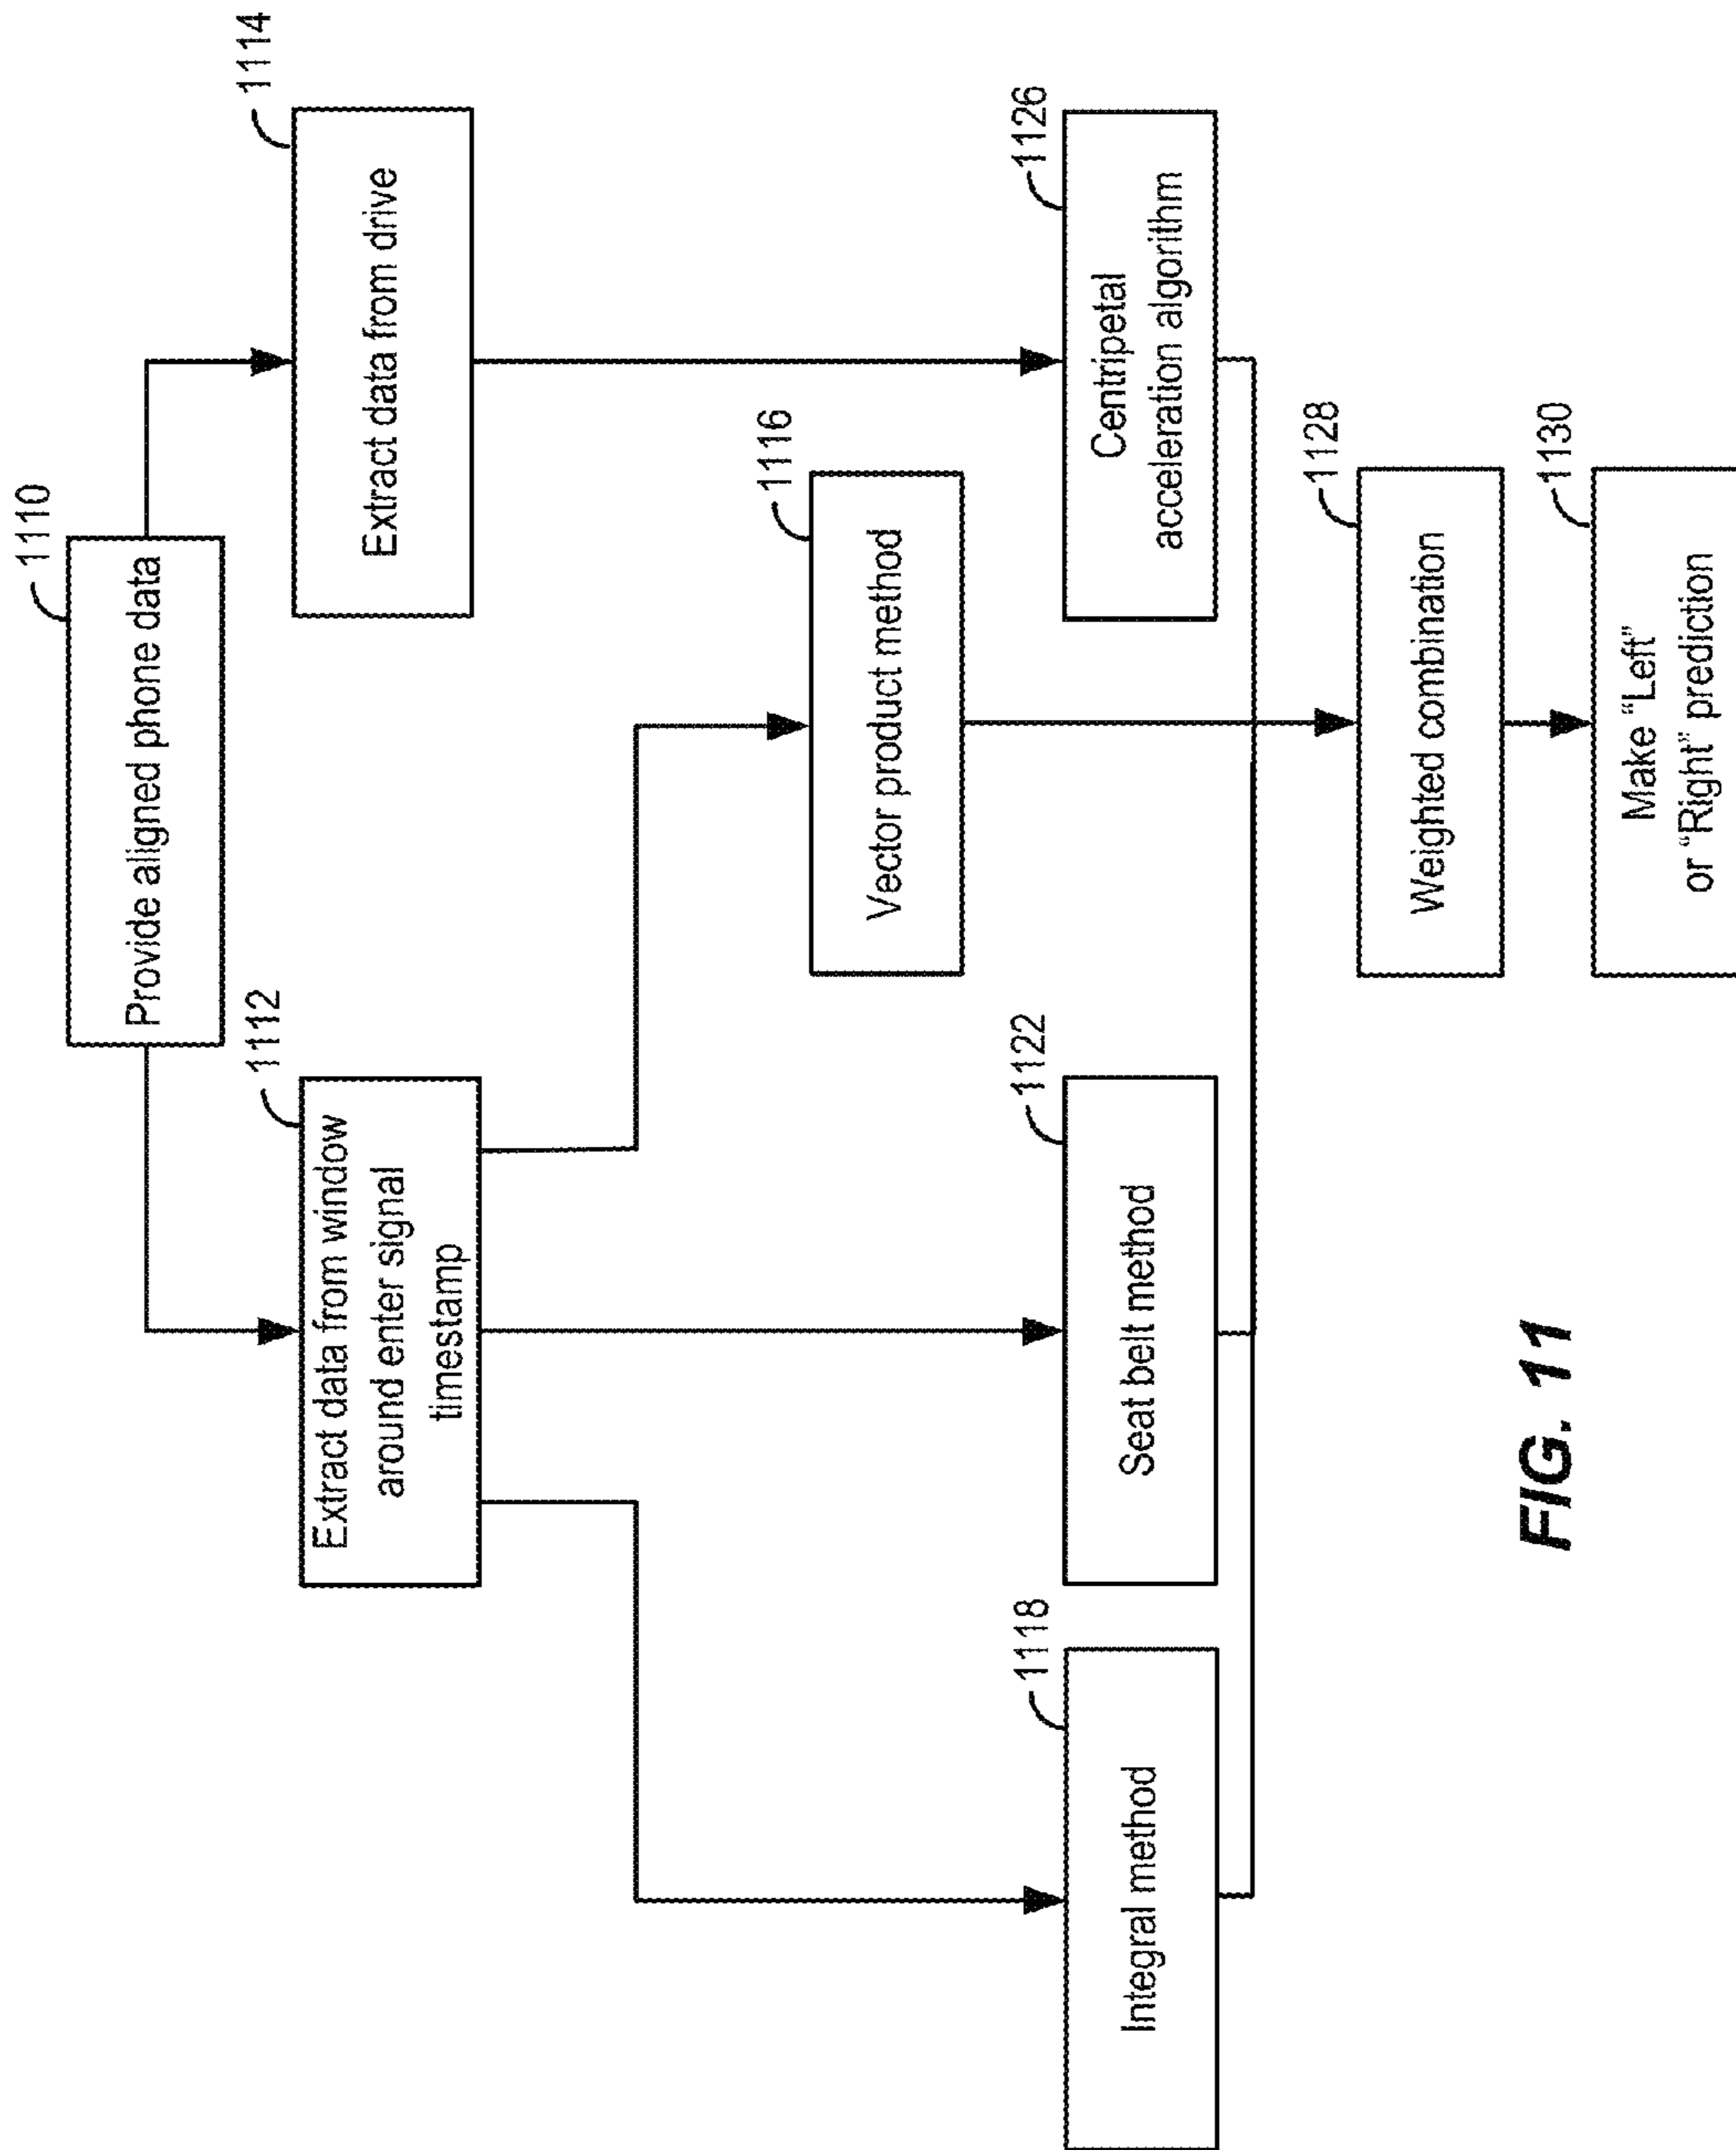 1110
Provide aligned phone data
1112
Extract data from window
around enter signal
timestamp
1114
Extract data from drive
1116
Vector product method
1118
Integral method
1122
Seat belt method
1126
Centripetal
acceleration algorithm
1128
Weighted combination
1130
Make “Left”
or “Right” prediction
FIG. 11